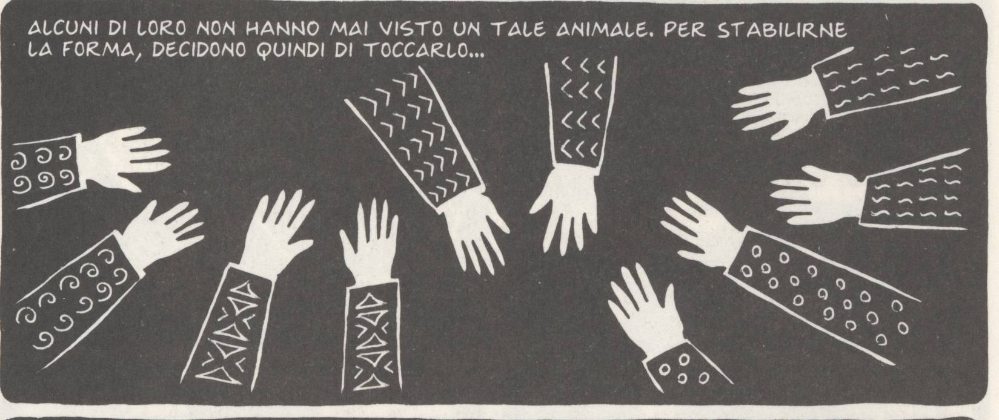 ALCUNI DI LORO NON HANNO MAI VISTO UN TALE ANIMALE. PER STABILIRNE
LA FORMA, DECIDONO QUINDI DI TOCCARLO...